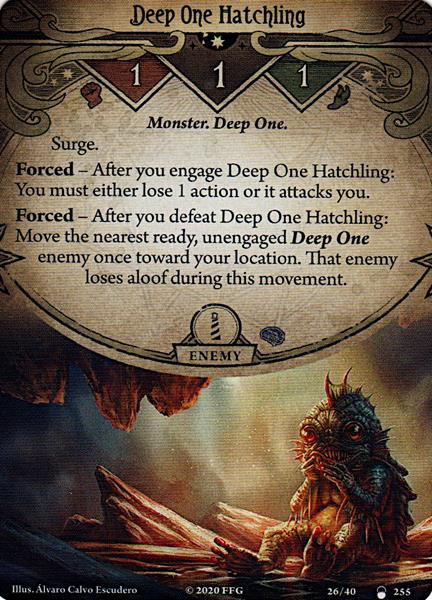 Deep One Hatchling
1 1 1
Monster. Deep One.
Surge.
Forced – After you engage Deep One Hatchling:
You must either lose 1 action or it attacks you.
Forced – After you defeat Deep One Hatchling:
Move the nearest ready, unengaged Deep One
enemy once toward your location. That enemy
loses aloof during this movement.
ENEMY
Illus. Álvaro Calvo Escudero © 2020 FFG 26/40 255